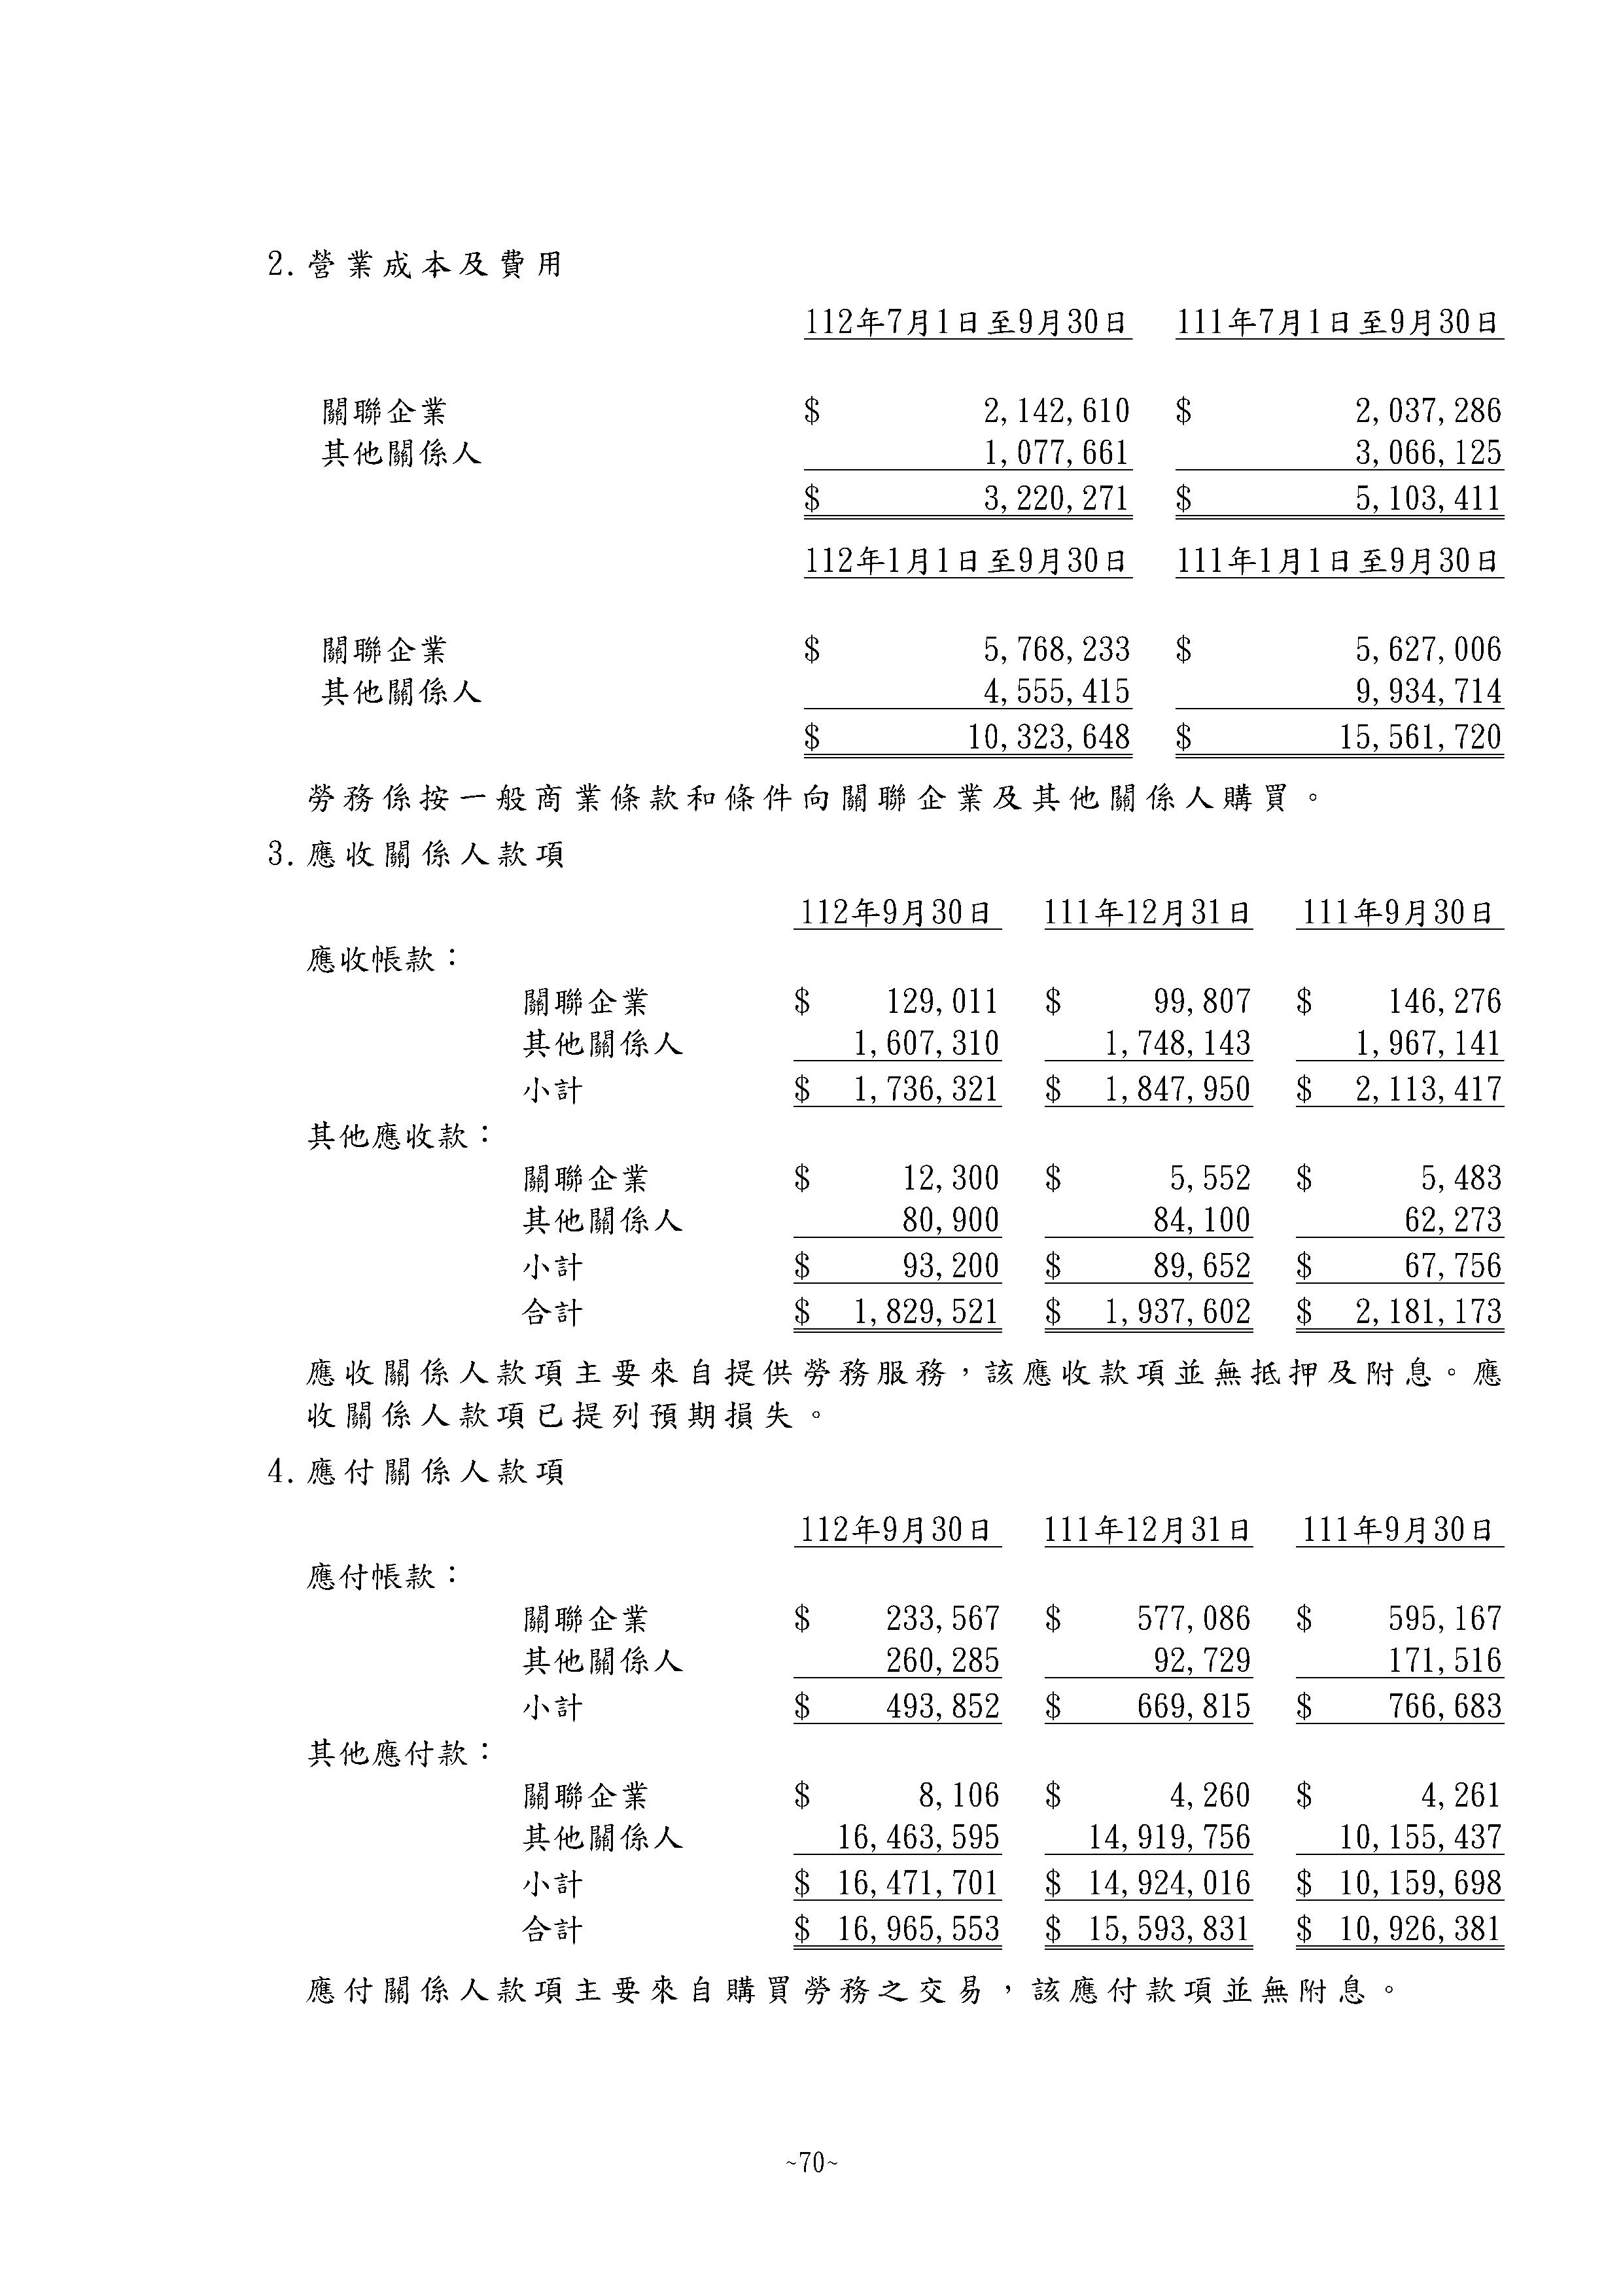 2.營業成本及費用
112年7月1日至9月30日 111年7月1日至9月30日
關聯企業 $ 2,142,610 $ 2,037,286
其他關係人 1,077,661 3,066,125
$ 3,220,271 $ 5,103,411
112年1月1日至9月30日 111年1月1日至9月30日
關聯企業 $ 5,768,233 $ 5,627,006
其他關係人 4,555,415 9,934,714
$ 10,323,648 $ 15,561,720
勞務係按一般商業條款和條件向關聯企業及其他關係人購買。
3.應收關係人款項
112年9月30日 111年12月31日 111年9月30日
應收帳款：
關聯企業 $ 129,011 $ 99,807 $ 146,276
其他關係人 1,607,310 1,748,143 1,967,141
小計 $ 1,736,321 $ 1,847,950 $ 2,113,417
其他應收款：
關聯企業 $ 12,300 $ 5,552 $ 5,483
其他關係人 80,900 84,100 62,273
小計 $ 93,200 $ 89,652 $ 67,756
合計 $ 1,829,521 $ 1,937,602 $ 2,181,173
應收關係人款項主要來自提供勞務服務，該應收款項並無抵押及附息。應
收關係人款項已提列預期損失。
4.應付關係人款項
112年9月30日 111年12月31日 111年9月30日
應付帳款：
關聯企業 $ 233,567 $ 577,086 $ 595,167
其他關係人 260,285 92,729 171,516
小計 $ 493,852 $ 669,815 $ 766,683
其他應付款：
關聯企業 $ 8,106 $ 4,260 $ 4,261
其他關係人 16,463,595 14,919,756 10,155,437
小計 $ 16,471,701 $ 14,924,016 $ 10,159,698
合計 $ 16,965,553 $ 15,593,831 $ 10,926,381
應付關係人款項主要來自購買勞務之交易，該應付款項並無附息。
~70~